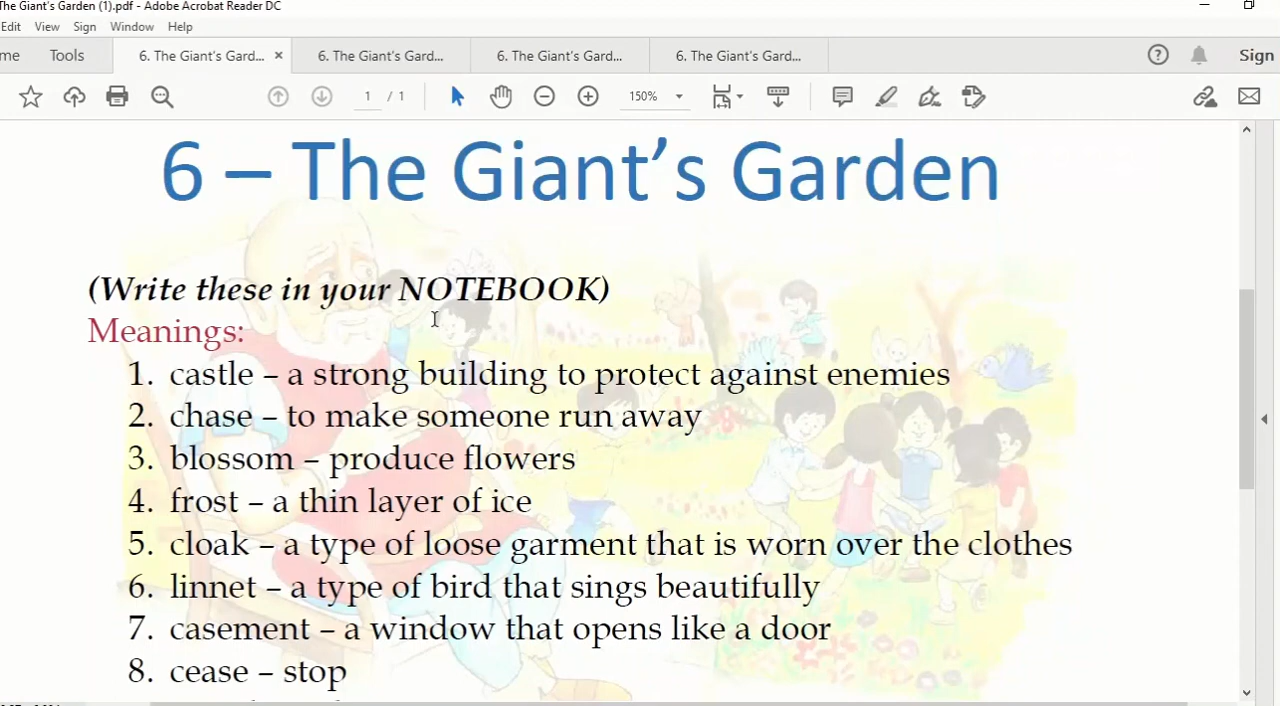 The Giant's Garden (1).pdf - Adobe Acrobat Reader DC
Edit View Sign Window Help
me Tools 6. The Giant's Gard... × 6. The Giant's Gard... 6. The Giant's Gard... 6. The Giant's Gard... Sign
1 / 1 150%
6 – The Giant's Garden
(Write these in your NOTEBOOK)
Meanings:
1. castle – a strong building to protect against enemies
2. chase – to make someone run away
3. blossom – produce flowers
4. frost – a thin layer of ice
5. cloak – a type of loose garment that is worn over the clothes
6. linnet – a type of bird that sings beautifully
7. casement – a window that opens like a door
8. cease – stop